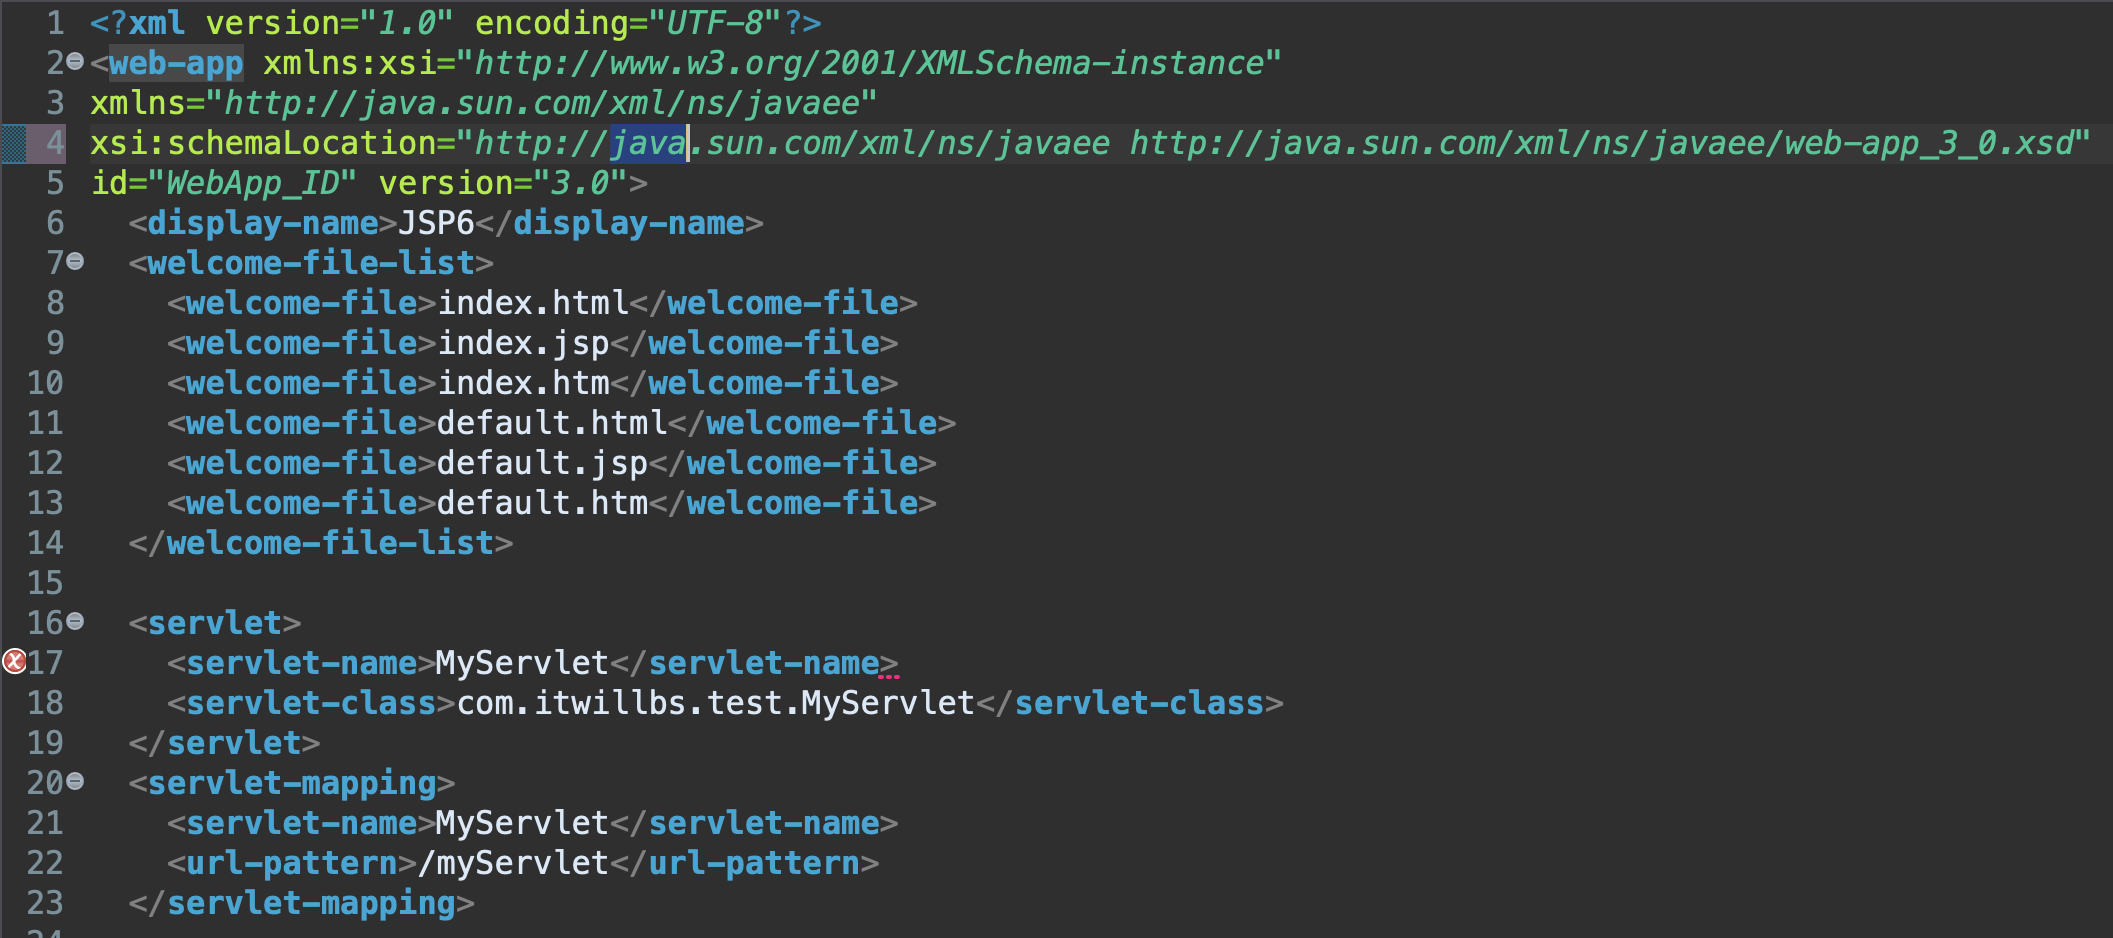 1 <?xml version="1.0" encoding="UTF-8"?>
2 <web-app xmlns:xsi="http://www.w3.org/2001/XMLSchema-instance"
3 xmlns="http://java.sun.com/xml/ns/javaee"
4 xsi:schemaLocation="http://java.sun.com/xml/ns/javaee http://java.sun.com/xml/ns/javaee/web-app_3_0.xsd"
5 id="WebApp_ID" version="3.0">
6   <display-name>JSP6</display-name>
7   <welcome-file-list>
8     <welcome-file>index.html</welcome-file>
9     <welcome-file>index.jsp</welcome-file>
10     <welcome-file>index.htm</welcome-file>
11     <welcome-file>default.html</welcome-file>
12     <welcome-file>default.jsp</welcome-file>
13     <welcome-file>default.htm</welcome-file>
14   </welcome-file-list>
15
16   <servlet>
17     <servlet-name>MyServlet</servlet-name>
18     <servlet-class>com.itwillbs.test.MyServlet</servlet-class>
19   </servlet>
20   <servlet-mapping>
21     <servlet-name>MyServlet</servlet-name>
22     <url-pattern>/myServlet</url-pattern>
23   </servlet-mapping>
24